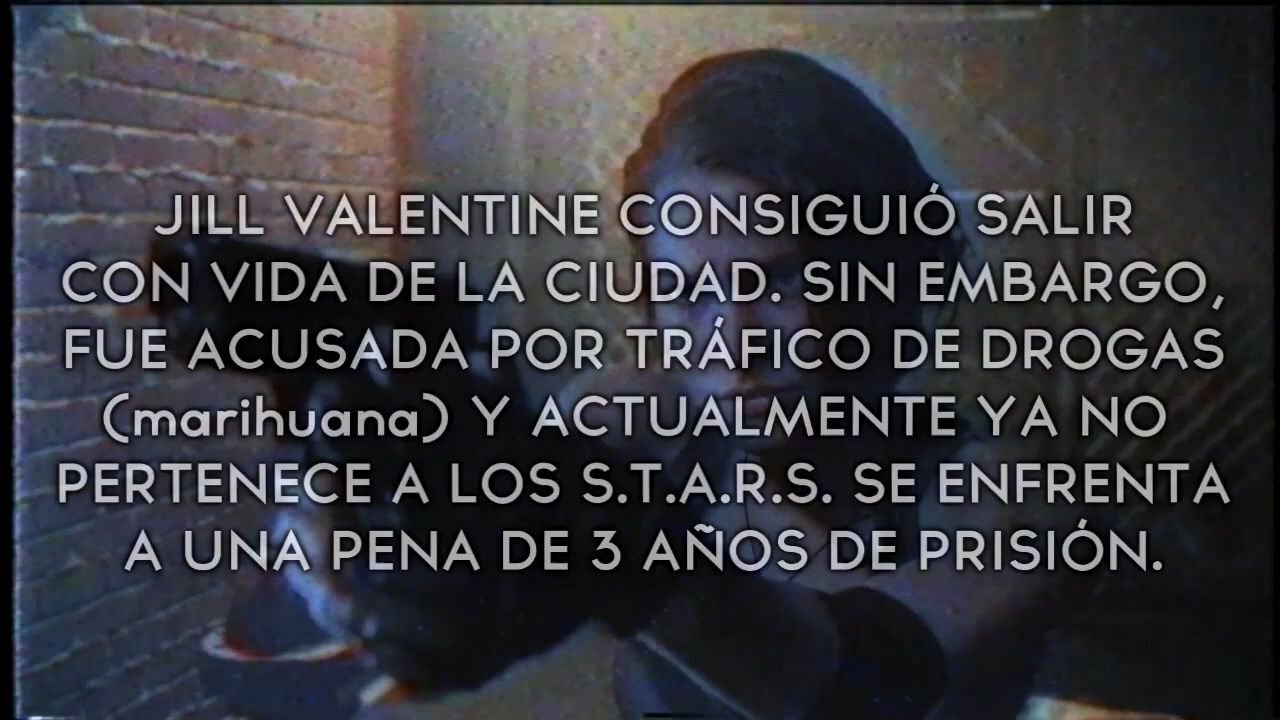 JILL VALENTINE CONSIGUIÓ SALIR
CON VIDA DE LA CIUDAD. SIN EMBARGO,
FUE ACUSADA POR TRÁFICO DE DROGAS
(marihuana) Y ACTUALMENTE YA NO
PERTENECE A LOS S.T.A.R.S. SE ENFRENTA
A UNA PENA DE 3 AÑOS DE PRISIÓN.